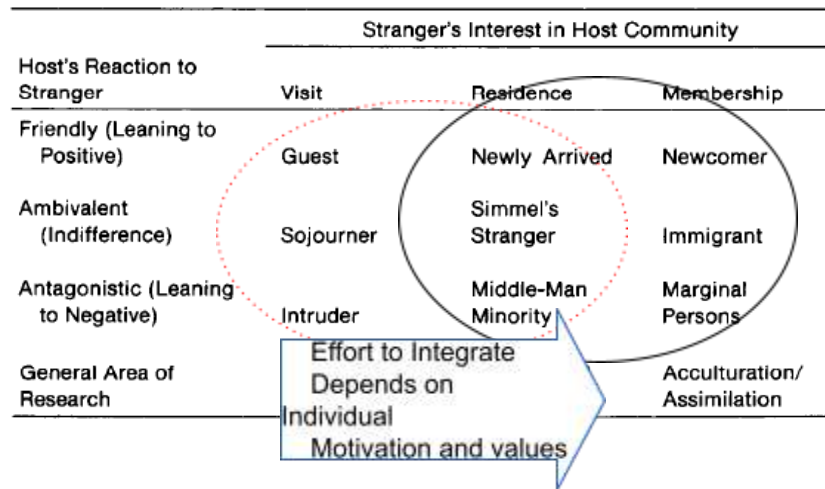 Stranger's Interest in Host Community
Host's Reaction to
Stranger Visit Residence Membership
Friendly (Leaning to
Positive) Guest Newly Arrived Newcomer
Ambivalent Simmel's
(Indifference) Sojourner Stranger Immigrant
Antagonistic (Leaning Middle-Man Marginal
to Negative) Intruder Minority Persons
Effort to Integrate
Depends on
Individual
Motivation and values
General Area of Acculturation/
Research Assimilation